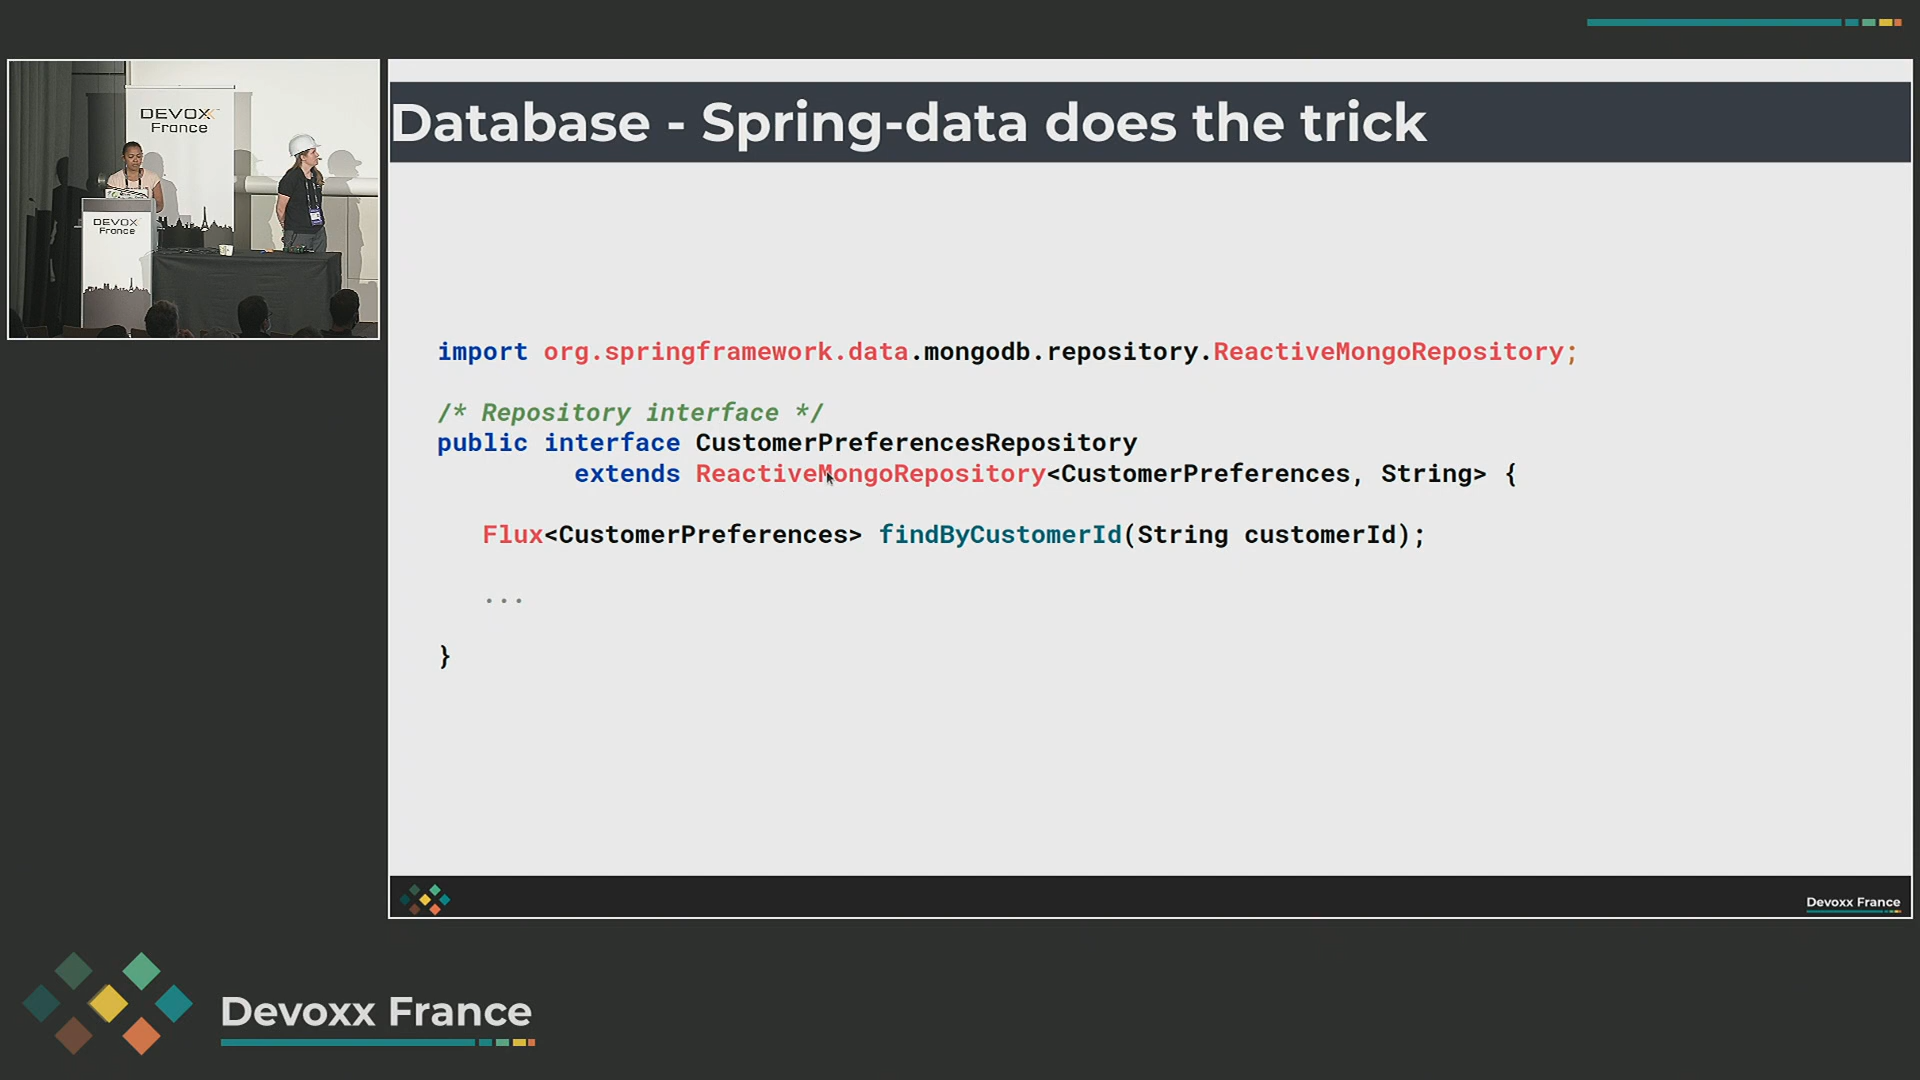 DEVOXX
France
DEVOXX
France
Database - Spring-data does the trick
import org.springframework.data.mongodb.repository.ReactiveMongoRepository;
/* Repository interface */
public interface CustomerPreferencesRepository
extends ReactiveMongoRepository<CustomerPreferences, String> {
Flux<CustomerPreferences> findByCustomerId(String customerId);
...
}
Devoxx France
Devoxx France